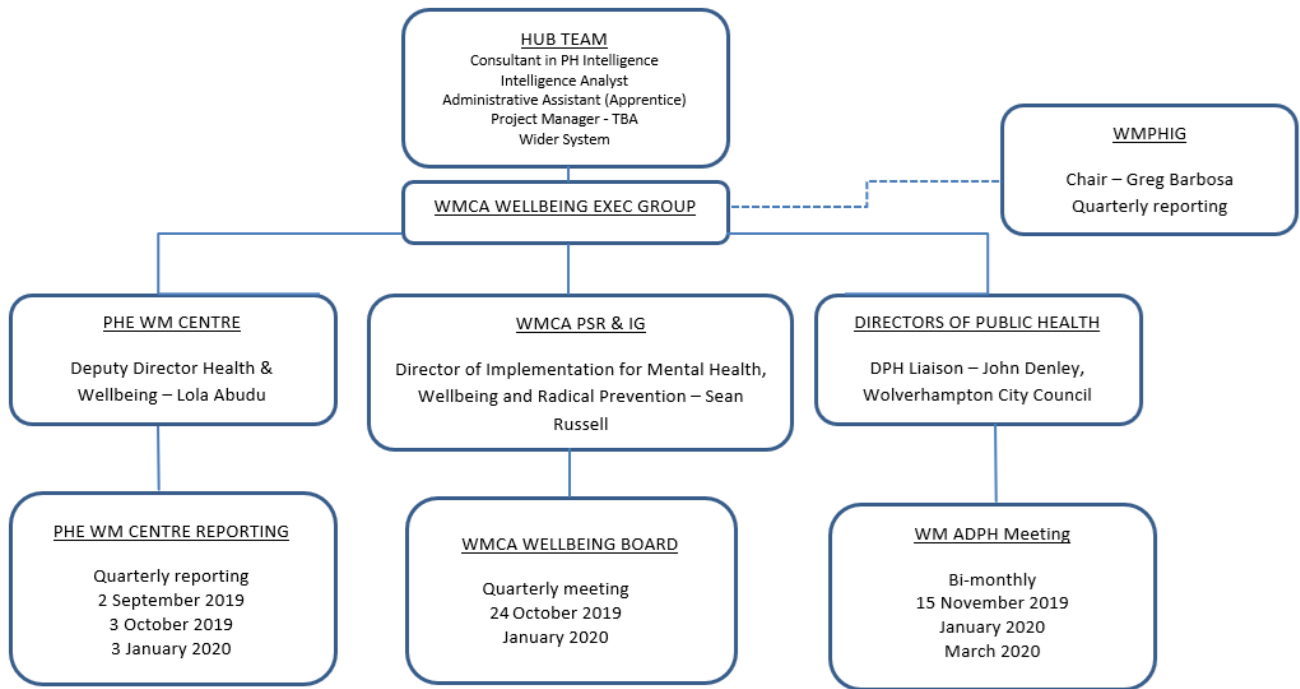 HUB TEAM
Consultant in PH Intelligence
Intelligence Analyst
Administrative Assistant (Apprentice)
Project Manager - TBA
Wider System
WMPHIG
Chair – Greg Barbosa
Quarterly reporting
WMCA WELLBEING EXEC GROUP
PHE WM CENTRE
Deputy Director Health &
Wellbeing – Lola Abudu
WMCA PSR & IG
Director of Implementation for Mental Health,
Wellbeing and Radical Prevention – Sean
Russell
DIRECTORS OF PUBLIC HEALTH
DPH Liaison – John Denley,
Wolverhampton City Council
PHE WM CENTRE REPORTING
Quarterly reporting
2 September 2019
3 October 2019
3 January 2020
WMCA WELLBEING BOARD
Quarterly meeting
24 October 2019
January 2020
WM ADPH Meeting
Bi-monthly
15 November 2019
January 2020
March 2020